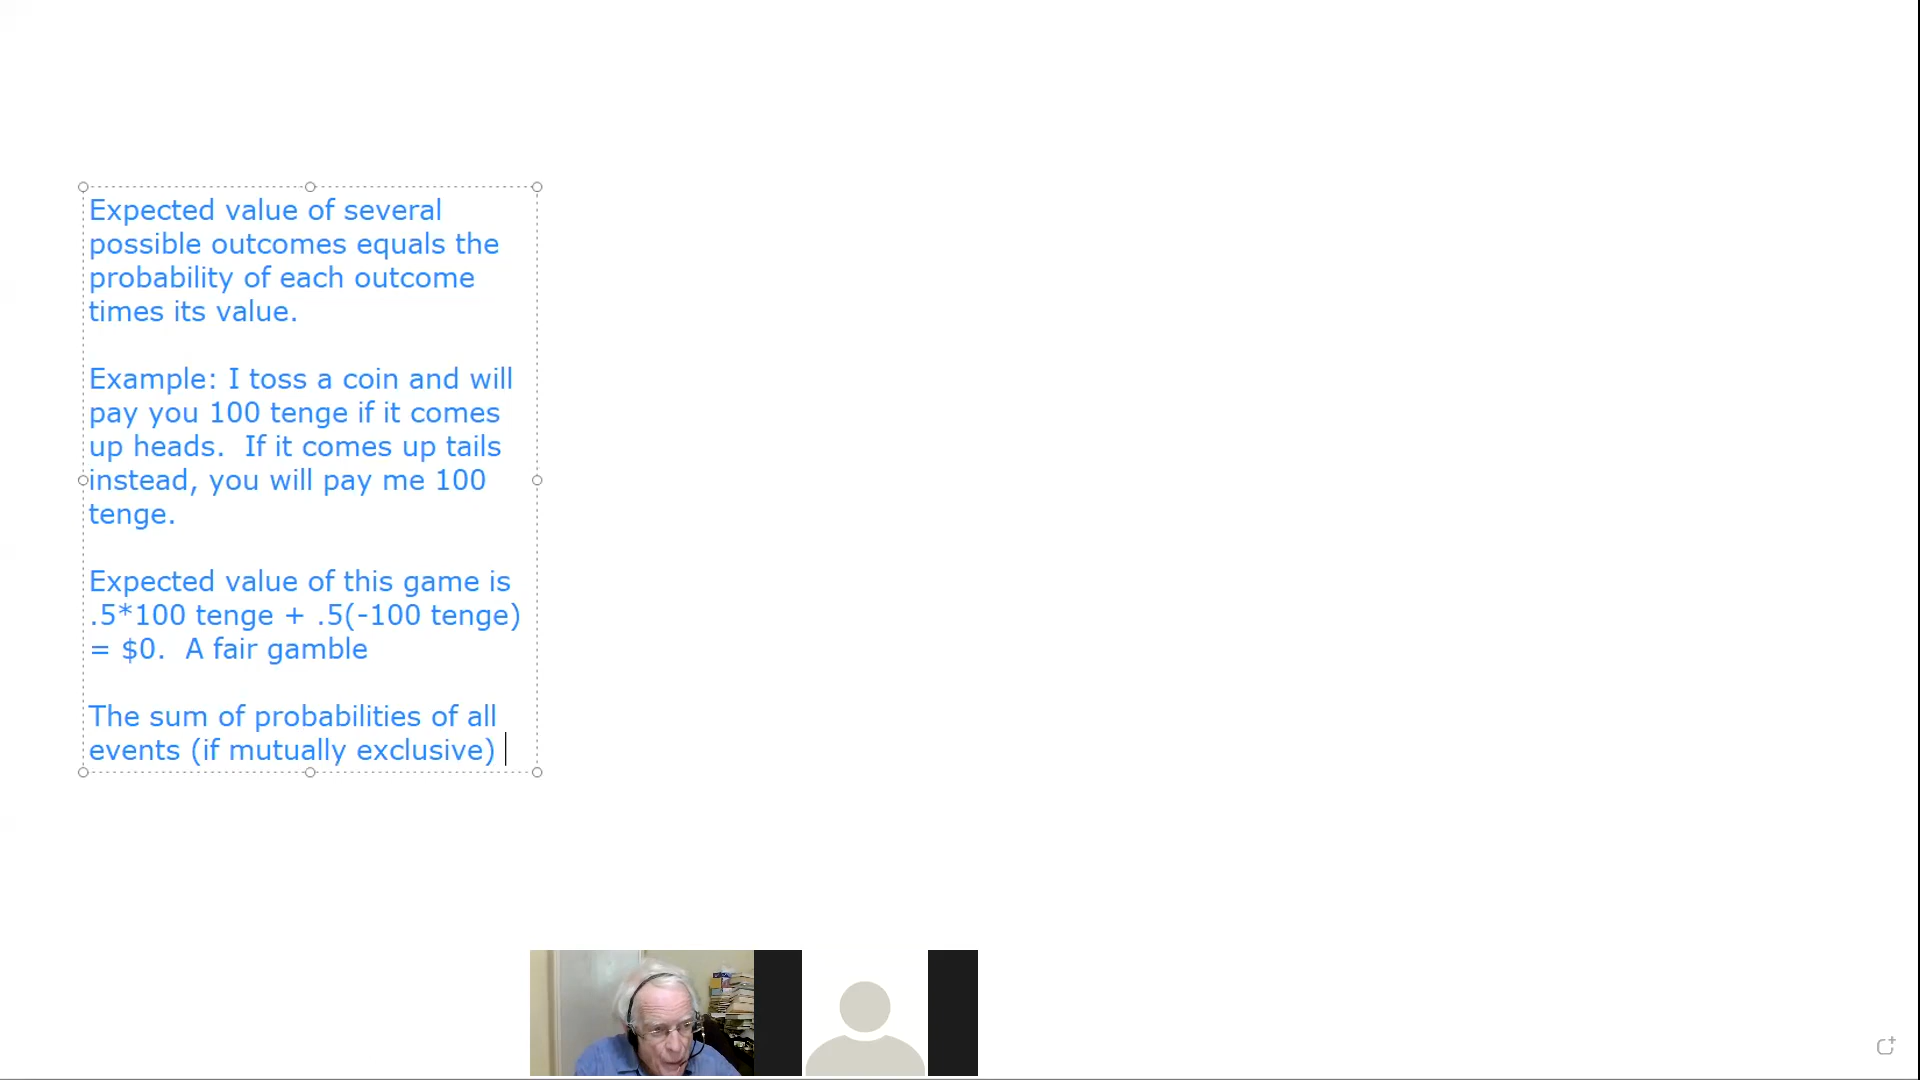 Expected value of several
possible outcomes equals the
probability of each outcome
times its value.
Example: I toss a coin and will
pay you 100 tenge if it comes
up heads.  If it comes up tails
instead, you will pay me 100
tenge.
Expected value of this game is
.5*100 tenge + .5(-100 tenge)
= $0.  A fair gamble
The sum of probabilities of all
events (if mutually exclusive)